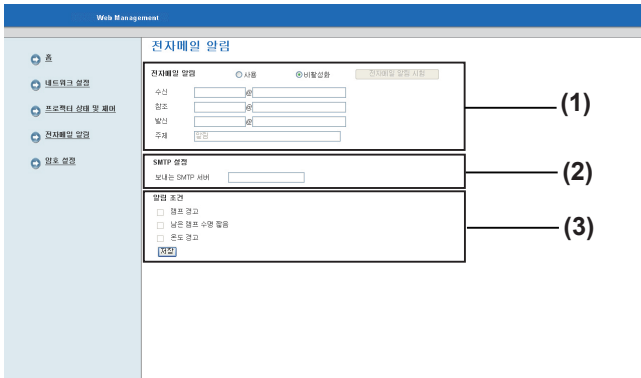 Web Management
홈
네트워크 설정
프로젝터 상태 및 제어
전자메일 알림
암호 설정
전자메일 알림
전자메일 알림 사용 비활성화 전자메일 알림 시험
수신 @
참조 @
발신 @
주제 알림
(1)
SMTP 설정
보내는 SMTP 서버
(2)
알림 조건
램프 경고
남은 램프 수명 짧음
온도 경고
저장
(3)